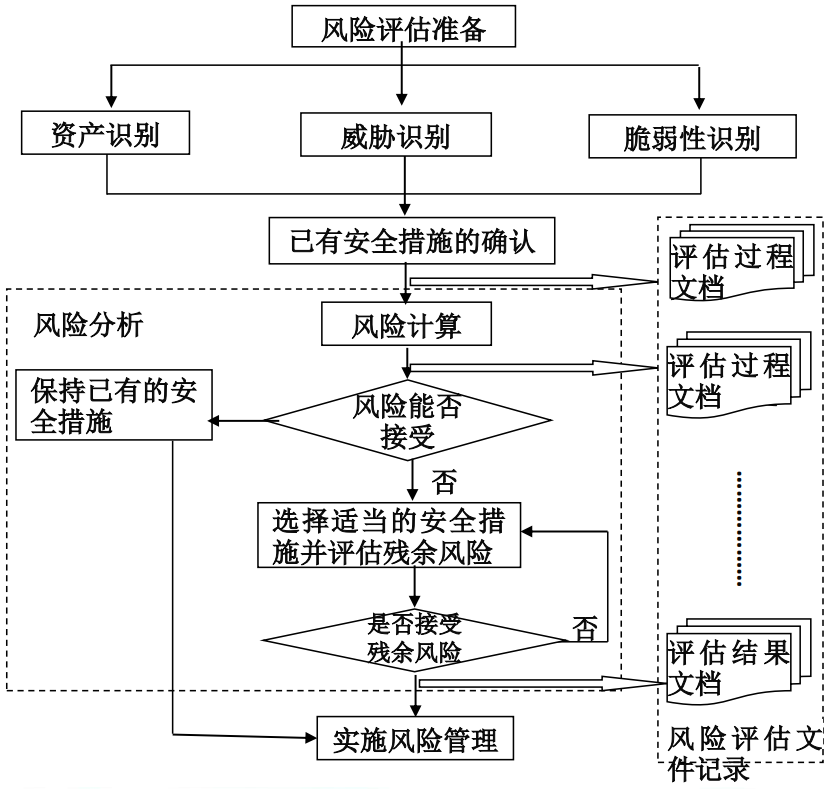 风险评估准备
资产识别
威胁识别
脆弱性识别
已有安全措施的确认
评估过程
文档
风险分析
风险计算
评估过程
文档
保持已有的安
全措施
风险能否
接受
否
选择适当的安全措
施并评估残余风险
是否接受
残余风险
否
评估结果
文档
实施风险管理
风险评估文
件记录